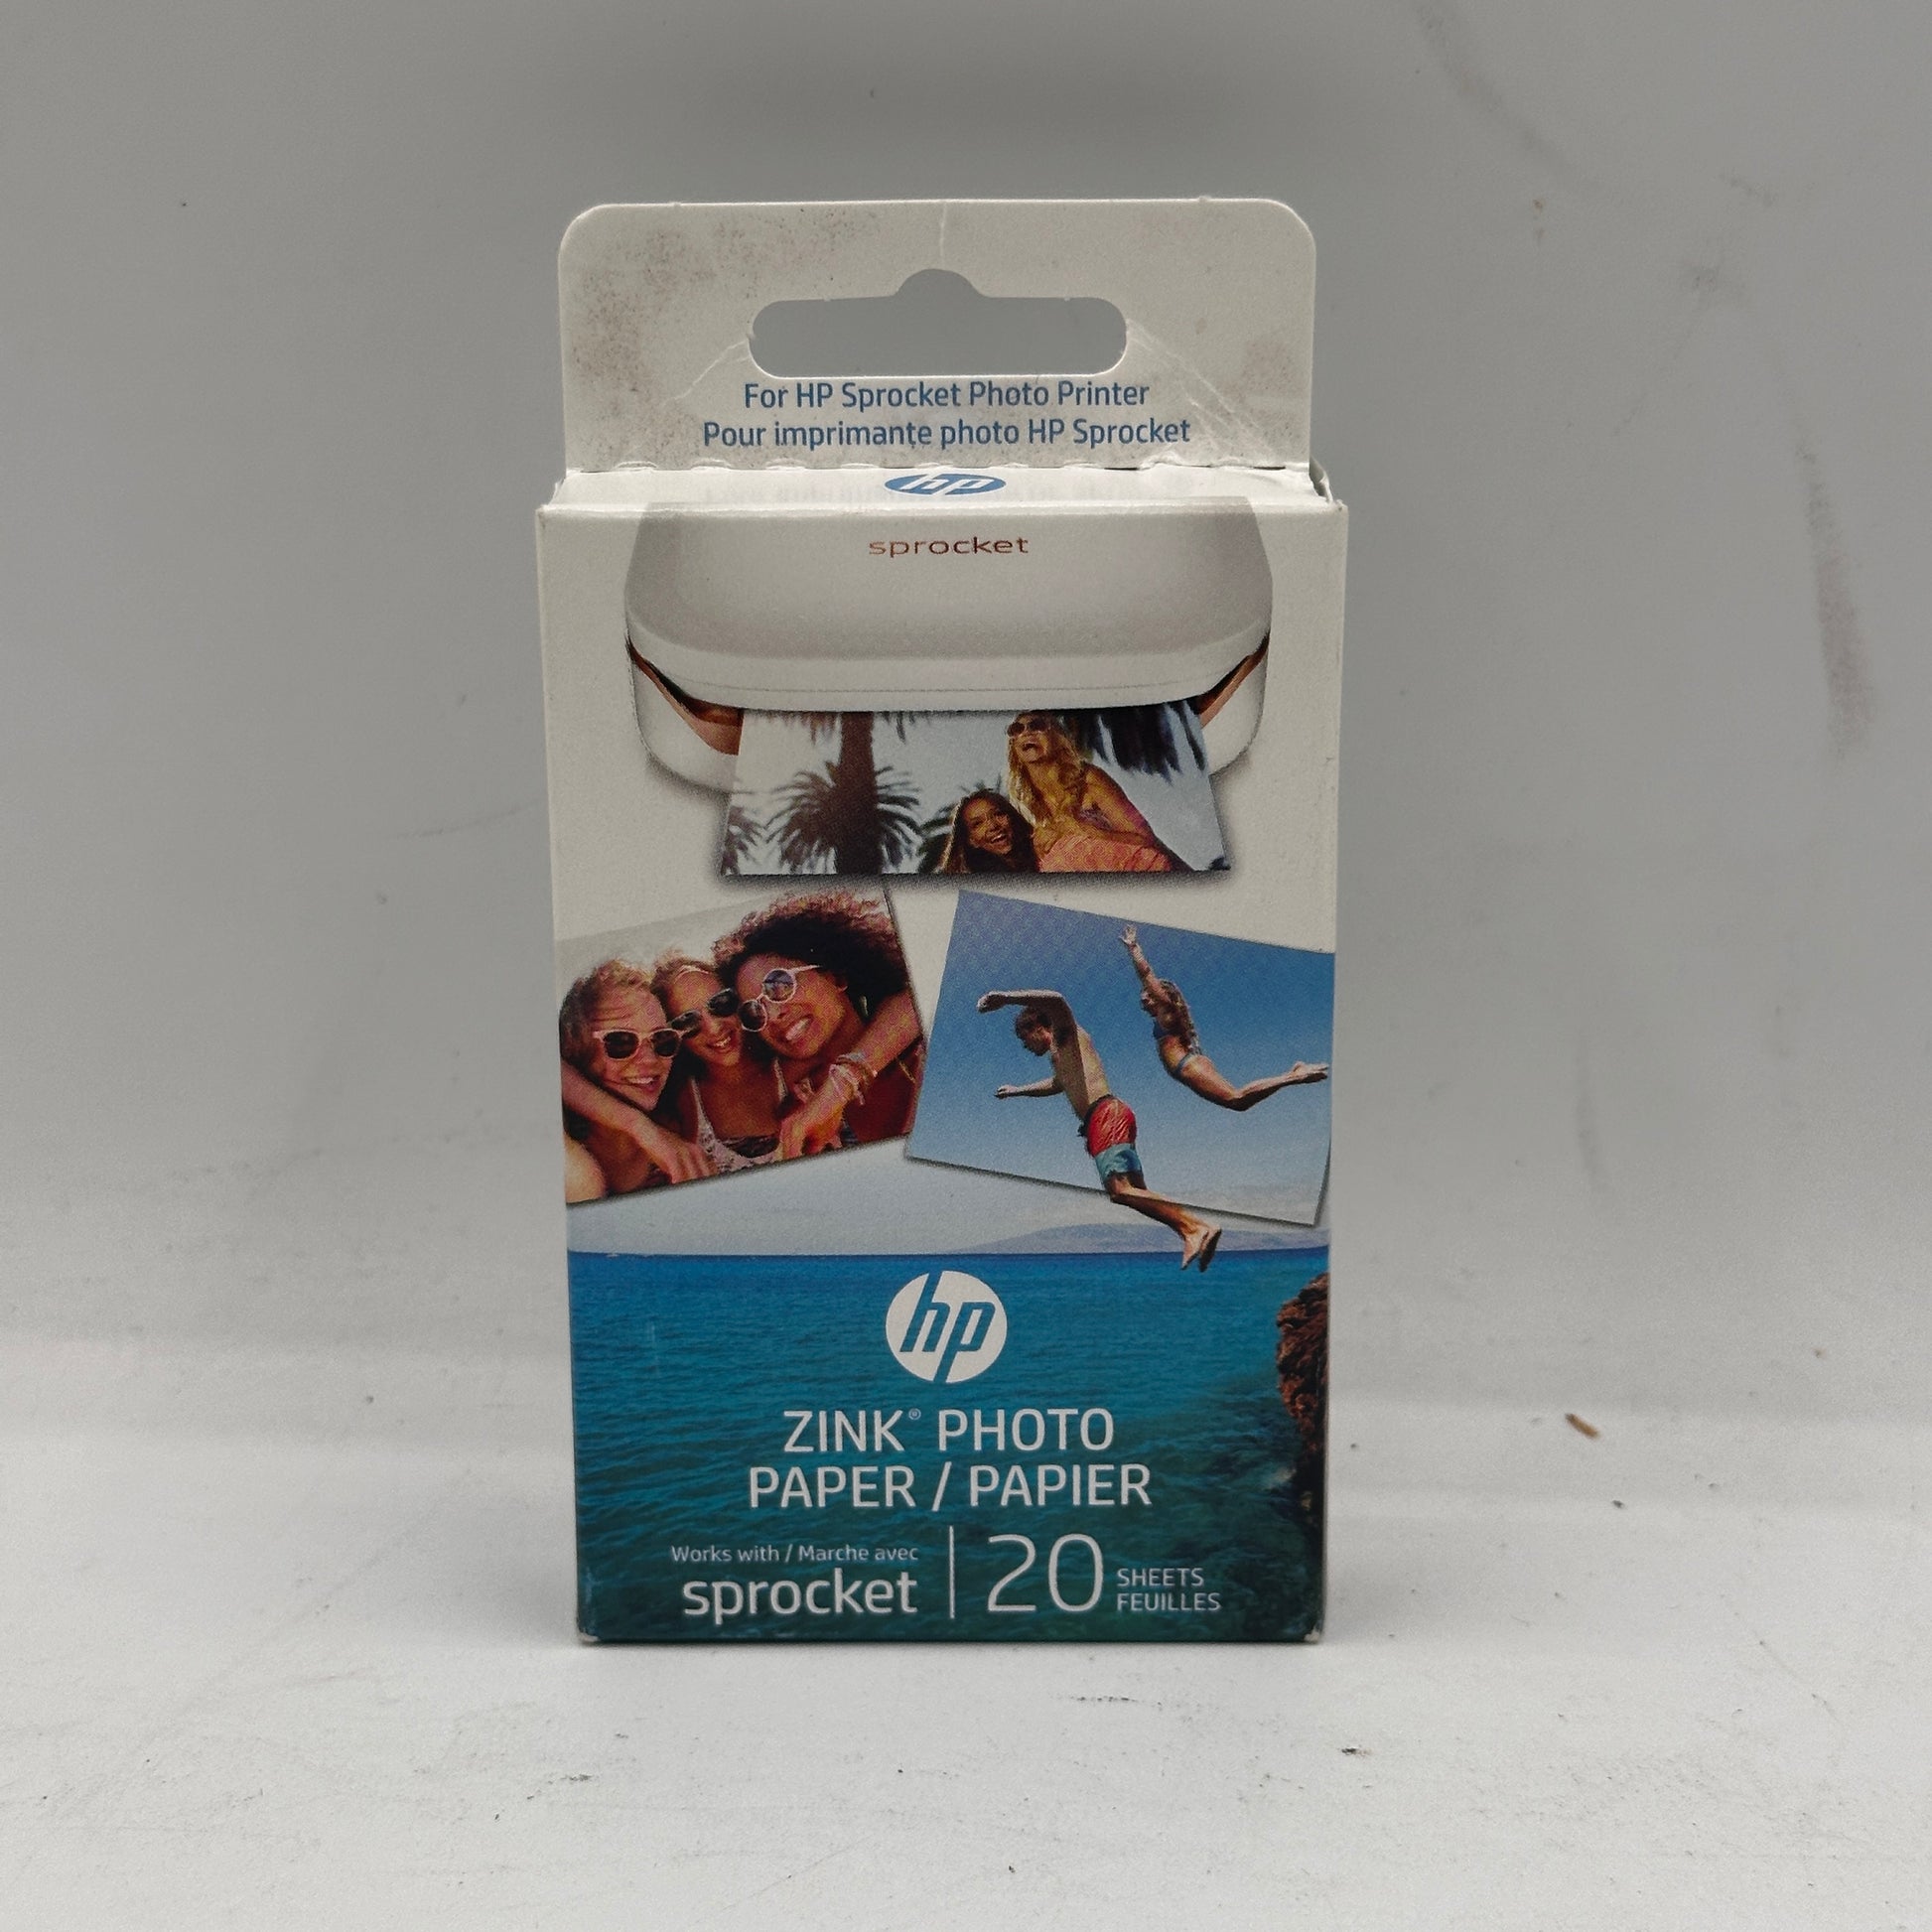 For HP Sprocket Photo Printer
Pour imprimante photo HP Sprocket
hp
sprocket
hp
ZINK® PHOTO
PAPER / PAPIER
Works with / Marche avec
sprocket
20 SHEETS
FEUILLES